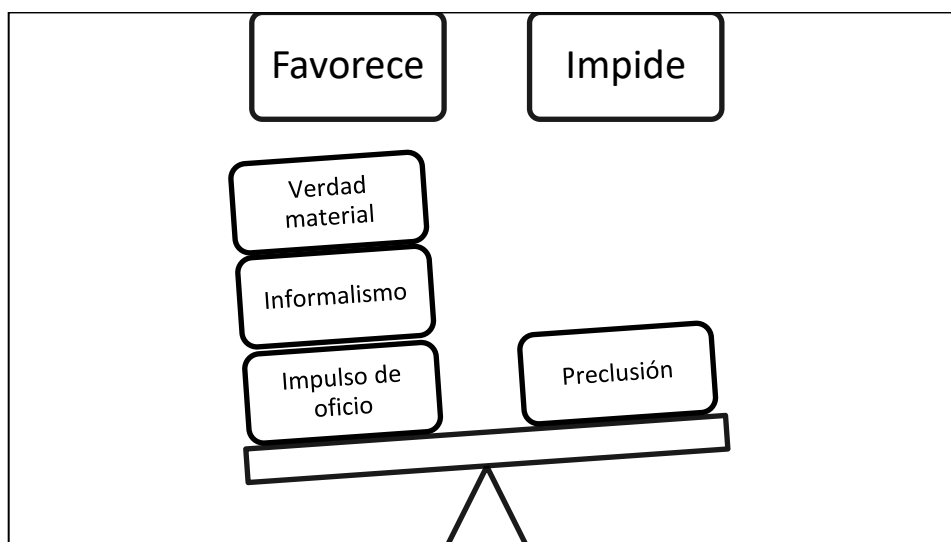 Favorece
Impide
Verdad
material
Informalismo
Impulso de
oficio
Preclusión